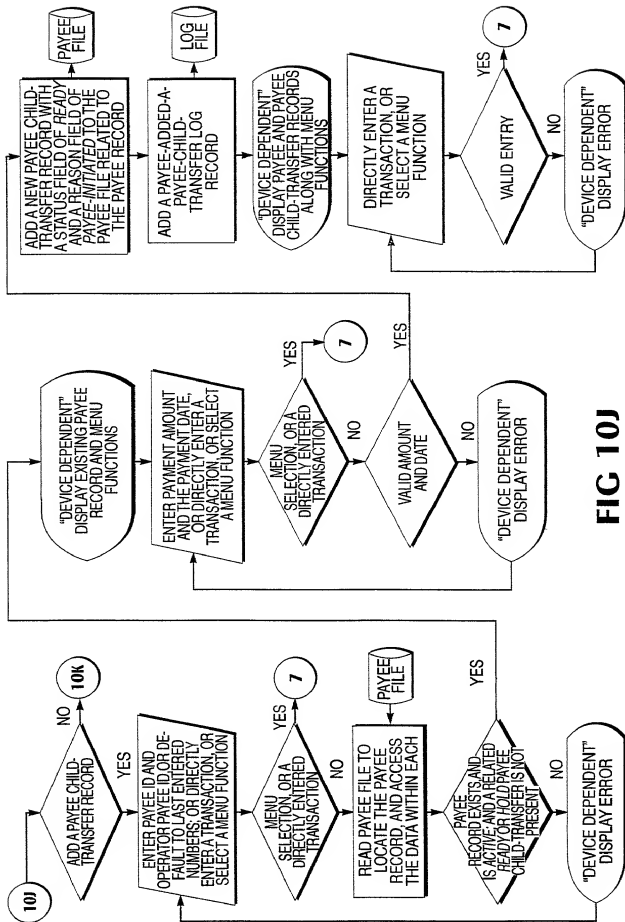 10J
ADD A PAYEE CHILD-
TRANSFER RECORD
NO
10K
YES
ENTER PAYEE ID AND
OPERATOR PAYEE ID, OR DE-
FAULT TO LAST ENTERED
NUMBERS; OR DIRECTLY
ENTER A TRANSACTION, OR
SELECT A MENU FUNCTION
MENU
SELECTION, OR A
DIRECTLY ENTERED
TRANSACTION
YES
7
NO
READ PAYEE FILE TO
LOCATE THE PAYEE
RECORD, AND ACCESS
THE DATA WITHIN EACH
PAYEE
FILE
PAYEE
RECORD EXISTS AND
IS ACTIVE; AND A RELATED
READY OR HOLD PAYEE
CHILD-TRANSFER IS NOT
PRESENT
YES
NO
"DEVICE DEPENDENT"
DISPLAY ERROR
"DEVICE DEPENDENT"
DISPLAY EXISTING PAYEE
RECORD AND MENU
FUNCTIONS
ENTER PAYMENT AMOUNT
AND THE PAYMENT DATE,
OR DIRECTLY ENTER A
TRANSACTION, OR SELECT
A MENU FUNCTION
MENU
SELECTION, OR A
DIRECTLY ENTERED
TRANSACTION
YES
7
NO
VALID AMOUNT
AND DATE
YES
NO
"DEVICE DEPENDENT"
DISPLAY ERROR
ADD A NEW PAYEE CHILD-
TRANSFER RECORD WITH
A STATUS FIELD OF READY
AND A REASON FIELD OF
PAYEE-INITIATED TO THE
PAYEE FILE RELATED TO
THE PAYEE RECORD
PAYEE
FILE
ADD A PAYEE-ADDED-A-
PAYEE-CHILD-
TRANSFER LOG
RECORD
LOG
FILE
"DEVICE DEPENDENT"
DISPLAY PAYEE AND PAYEE
CHILD-TRANSFER RECORDS
ALONG WITH MENU
FUNCTIONS
DIRECTLY ENTER A
TRANSACTION, OR
SELECT A MENU
FUNCTION
VALID ENTRY
YES
7
NO
"DEVICE DEPENDENT"
DISPLAY ERROR
FIG 10J